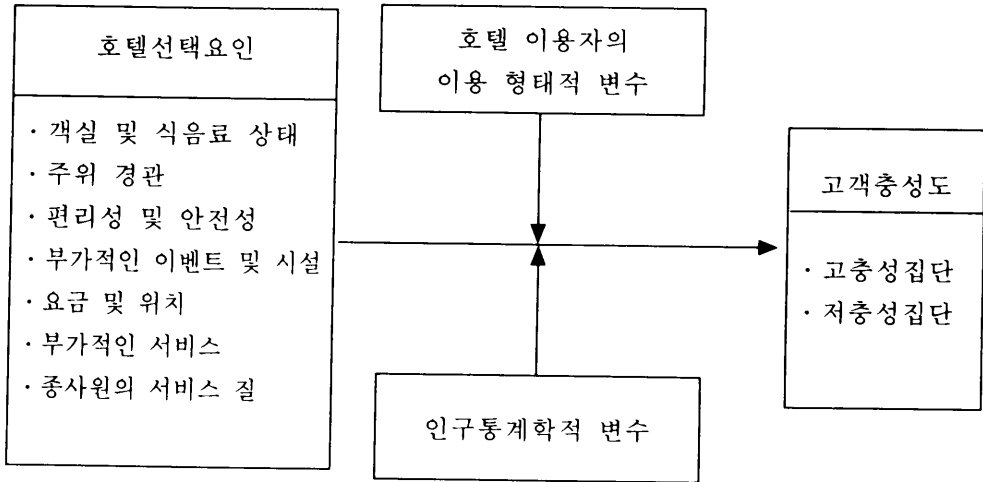 호텔선택요인
· 객실 및 식음료 상태
· 주위 경관
· 편리성 및 안전성
· 부가적인 이벤트 및 시설
· 요금 및 위치
· 부가적인 서비스
· 종사원의 서비스 질
호텔 이용자의
이용 형태적 변수
인구통계학적 변수
고객충성도
· 고충성집단
· 저충성집단